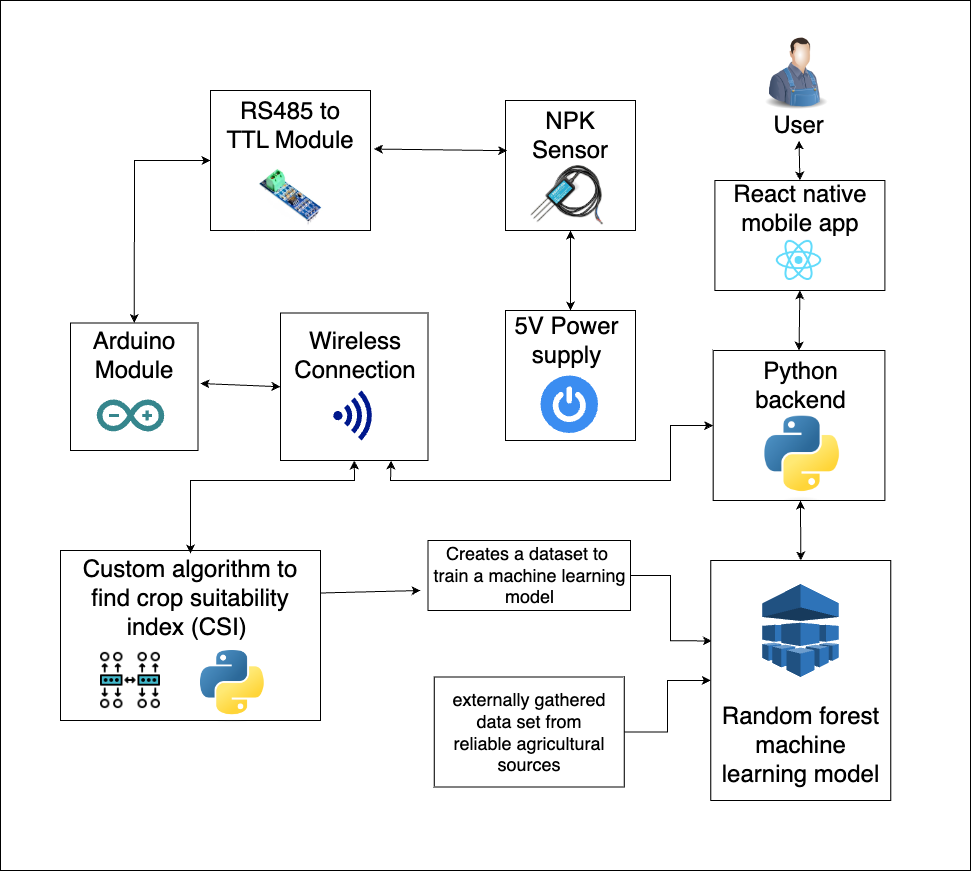 RS485 to
TTL Module
NPK
Sensor
User
React native
mobile app
Arduino
Module
Wireless
Connection
5V Power
supply
Python
backend
Custom algorithm to
find crop suitability
index (CSI)
Creates a dataset to
train a machine learning
model
externally gathered
data set from
reliable agricultural
sources
Random forest
machine
learning model